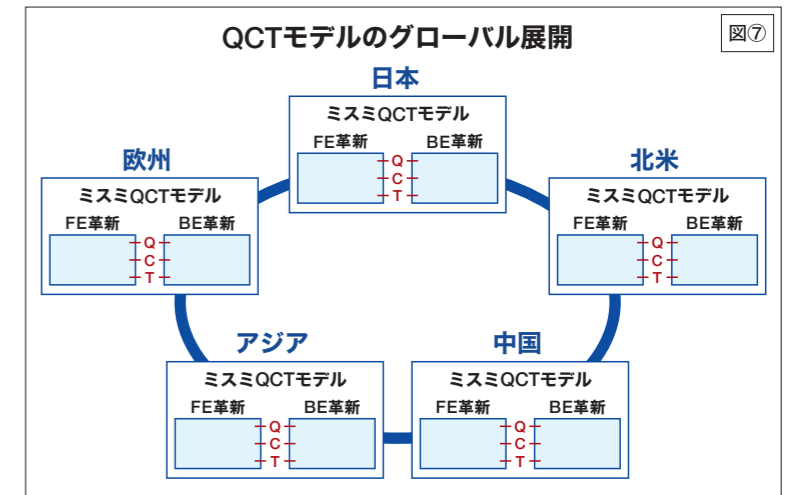 QCTモデルのグローバル展開
図⑦
日本
ミスミQCTモデル
FE革新 BE革新
Q
C
T
欧州
ミスミQCTモデル
FE革新 BE革新
Q
C
T
北米
ミスミQCTモデル
FE革新 BE革新
Q
C
T
アジア
ミスミQCTモデル
FE革新 BE革新
Q
C
T
中国
ミスミQCTモデル
FE革新 BE革新
Q
C
T